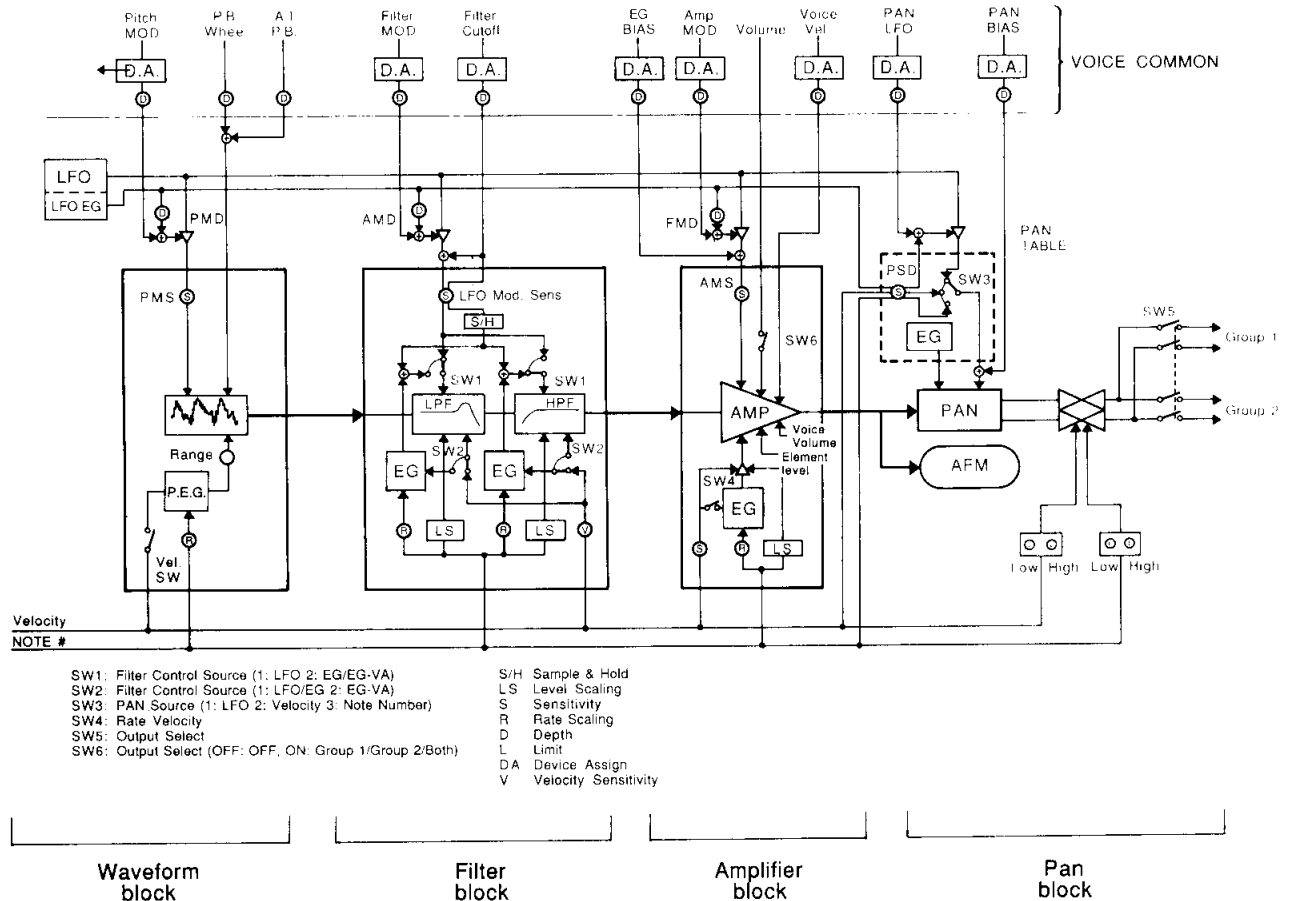 Pitch MOD
P.B. Whee
A.T. P.B.
Filter MOD
Filter Cutoff
EG BIAS
Amp MOD
Volume
Voice Vel
PAN LFO
PAN BIAS
D.A.
D.A.
D.A.
D.A.
D.A.
D.A.
D.A.
D.A.
VOICE COMMON
D
D
D
D
D
D
D
D
D
D
LFO
LFO EG
D
PMD
AMD
D
FMD
D
PAN TABLE
PMS
S
S
LFO Mod. Sens
S/H
AMS
S
PSD
S
SW3
EG
SW5
Group 1
Group 2
SW1
SW1
SW6
LPF
HPF
AMP
PAN
AFM
Voice Volume
Element level
Range
P.E.G.
SW2
SW2
EG
EG
SW4
EG
R
LS
R
LS
V
S
R
LS
R
Vel. SW
Low High
Low High
Velocity
NOTE #
SW1: Filter Control Source (1: LFO 2: EG/EG-VA)
SW2: Filter Control Source (1: LFO/EG 2: EG-VA)
SW3: PAN Source (1: LFO 2: Velocity 3: Note Number)
SW4: Rate Velocity
SW5: Output Select
SW6: Output Select (OFF: OFF, ON: Group 1/Group 2/Both)
S/H Sample & Hold
LS Level Scaling
S Sensitivity
R Rate Scaling
D Depth
L Limit
DA Device Assign
V Velocity Sensitivity
Waveform block
Filter block
Amplifier block
Pan block